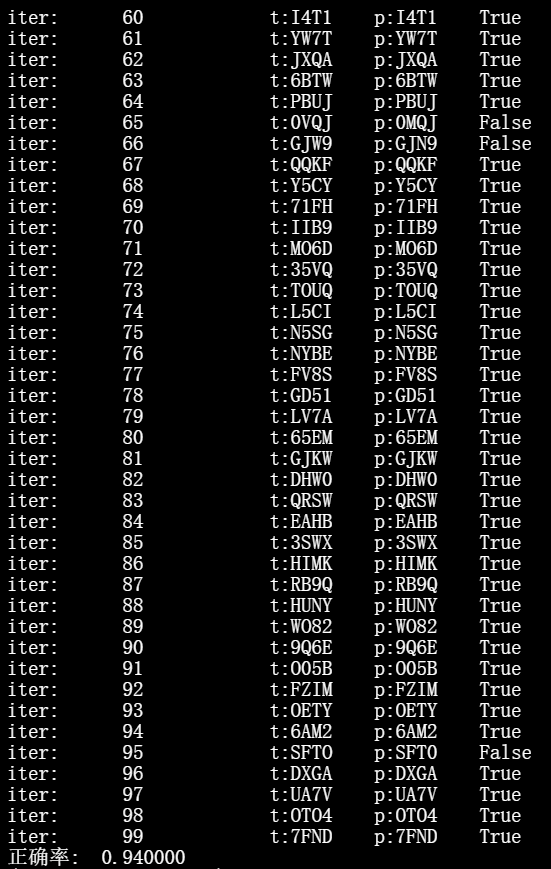 iter: 60 t:I4T1 p:I4T1 True
iter: 61 t:YW7T p:YW7T True
iter: 62 t:JXQA p:JXQA True
iter: 63 t:6BTW p:6BTW True
iter: 64 t:PBUJ p:PBUJ True
iter: 65 t:0VQJ p:0MQJ False
iter: 66 t:GJW9 p:GJN9 False
iter: 67 t:QQKF p:QQKF True
iter: 68 t:Y5CY p:Y5CY True
iter: 69 t:71FH p:71FH True
iter: 70 t:IIB9 p:IIB9 True
iter: 71 t:MO6D p:MO6D True
iter: 72 t:35VQ p:35VQ True
iter: 73 t:TOUQ p:TOUQ True
iter: 74 t:L5CI p:L5CI True
iter: 75 t:N5SG p:N5SG True
iter: 76 t:NYBE p:NYBE True
iter: 77 t:FV8S p:FV8S True
iter: 78 t:GD51 p:GD51 True
iter: 79 t:LV7A p:LV7A True
iter: 80 t:65EM p:65EM True
iter: 81 t:GJKW p:GJKW True
iter: 82 t:DHW0 p:DHW0 True
iter: 83 t:QRSW p:QRSW True
iter: 84 t:EAHB p:EAHB True
iter: 85 t:3SWX p:3SWX True
iter: 86 t:HIMK p:HIMK True
iter: 87 t:RB9Q p:RB9Q True
iter: 88 t:HUNY p:HUNY True
iter: 89 t:WO82 p:WO82 True
iter: 90 t:9Q6E p:9Q6E True
iter: 91 t:OO5B p:OO5B True
iter: 92 t:FZIM p:FZIM True
iter: 93 t:OETY p:OETY True
iter: 94 t:6AM2 p:6AM2 True
iter: 95 t:SFTO p:SFT0 False
iter: 96 t:DXGA p:DXGA True
iter: 97 t:UA7V p:UA7V True
iter: 98 t:OTO4 p:OTO4 True
iter: 99 t:7FND p:7FND True
正确率: 0.940000